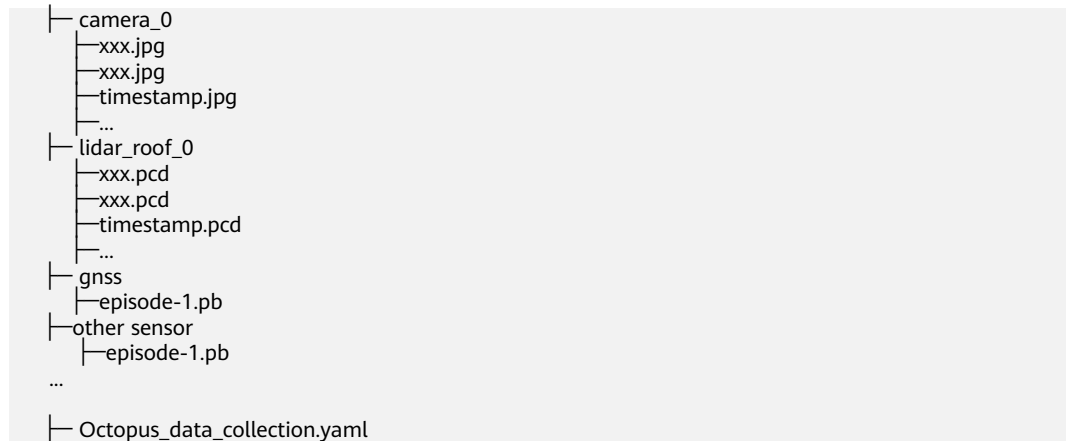 ├─ camera_0
├─xxx.jpg
├─xxx.jpg
├─timestamp.jpg
├─...
├─ lidar_roof_0
├─xxx.pcd
├─xxx.pcd
├─timestamp.pcd
├─...
├─ gnss
├─episode-1.pb
├─other sensor
├─episode-1.pb
...
├─ Octopus_data_collection.yaml